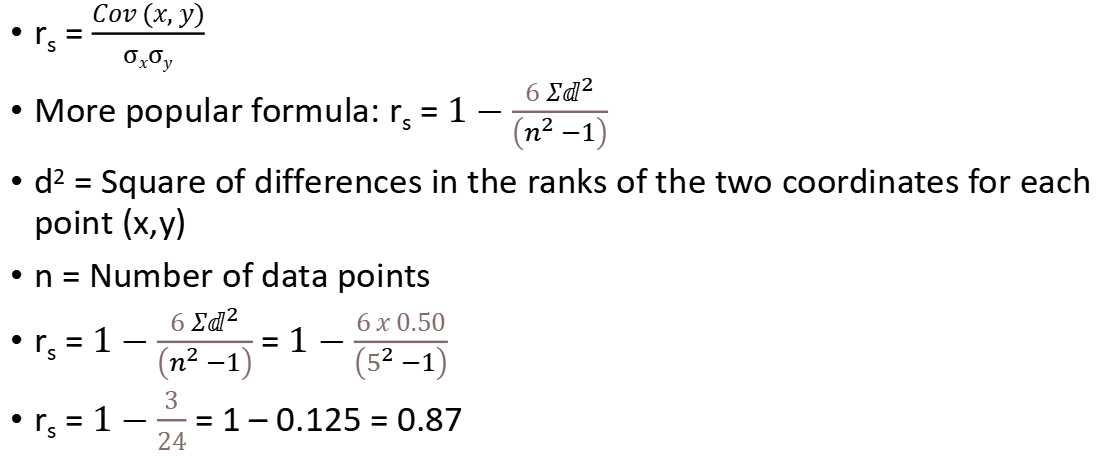 • rₛ = Cov (x, y) / σₓσᵧ
• More popular formula: rₛ = 1 − 6 Σd² / (n² −1)
• d² = Square of differences in the ranks of the two coordinates for each
point (x,y)
• n = Number of data points
• rₛ = 1 − 6 Σd² / (n² −1) = 1 − 6 x 0.50 / (5² −1)
• rₛ = 1 − 3 / 24 = 1 – 0.125 = 0.87